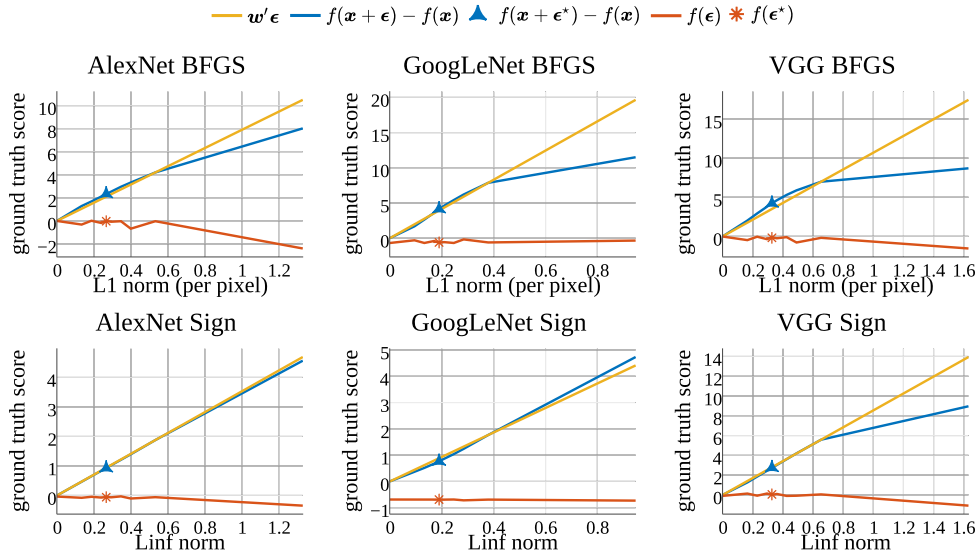 w′ϵ f(x + ϵ) − f(x) f(x + ϵ⋆) − f(x) f(ϵ) f(ϵ⋆)
AlexNet BFGS
ground truth score
10
8
6
4
2
0
−2
0 0.2 0.4 0.6 0.8 1 1.2
L1 norm (per pixel)
GoogLeNet BFGS
ground truth score
20
15
10
5
0
0 0.2 0.4 0.6 0.8
L1 norm (per pixel)
VGG BFGS
ground truth score
15
10
5
0
0 0.2 0.4 0.6 0.8 1 1.2 1.4 1.6
L1 norm (per pixel)
AlexNet Sign
ground truth score
4
3
2
1
0
0 0.2 0.4 0.6 0.8 1 1.2
Linf norm
GoogLeNet Sign
ground truth score
5
4
3
2
1
0
−1
0 0.2 0.4 0.6 0.8
Linf norm
VGG Sign
ground truth score
14
12
10
8
6
4
2
0
0 0.2 0.4 0.6 0.8 1 1.2 1.4 1.6
Linf norm